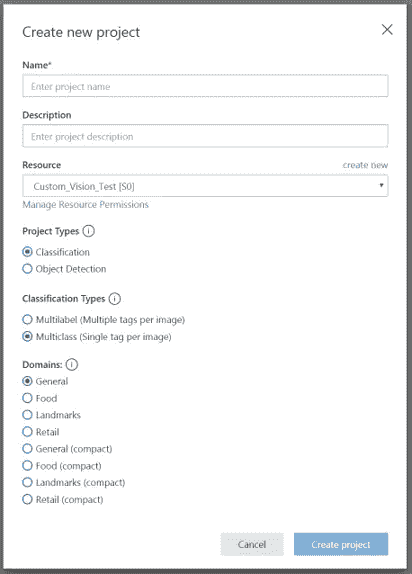 Create new project
Name*
Enter project name
Description
Enter project description
Resource create new
Custom_Vision_Test [S0]
Manage Resource Permissions
Project Types
Classification
Object Detection
Classification Types
Multilabel (Multiple tags per image)
Multiclass (Single tag per image)
Domains:
General
Food
Landmarks
Retail
General (compact)
Food (compact)
Landmarks (compact)
Retail (compact)
Cancel Create project